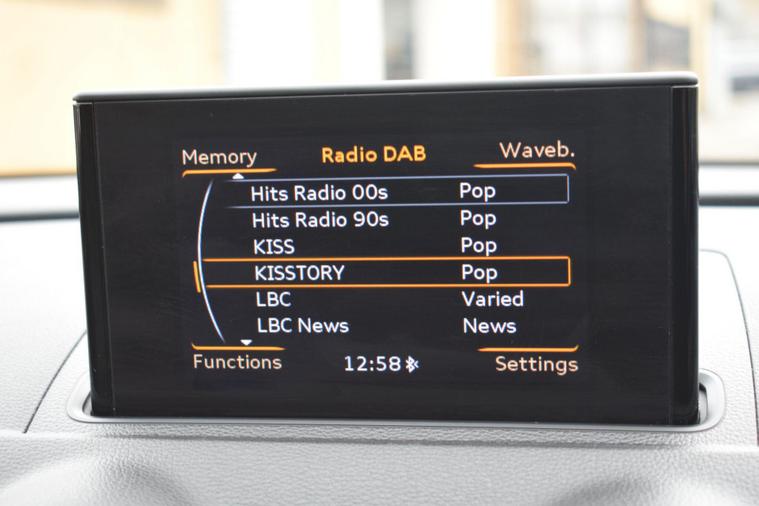 Memory Radio DAB Waveb.
Hits Radio 00s Pop
Hits Radio 90s Pop
KISS Pop
KISSTORY Pop
LBC Varied
LBC News News
Functions 12:58 Settings